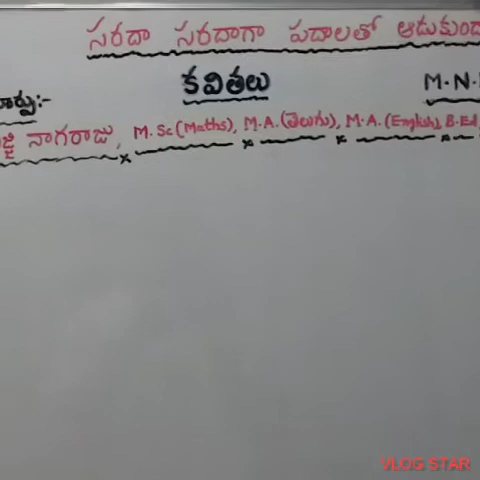 సరదా సరదాగా పదాలతో ఆడుకుందా
కవితలు
M.N.
నాగరాజు, M.Sc(Maths), M.A.(తెలుగు), M.A.(English), B.Ed
VLOG STAR